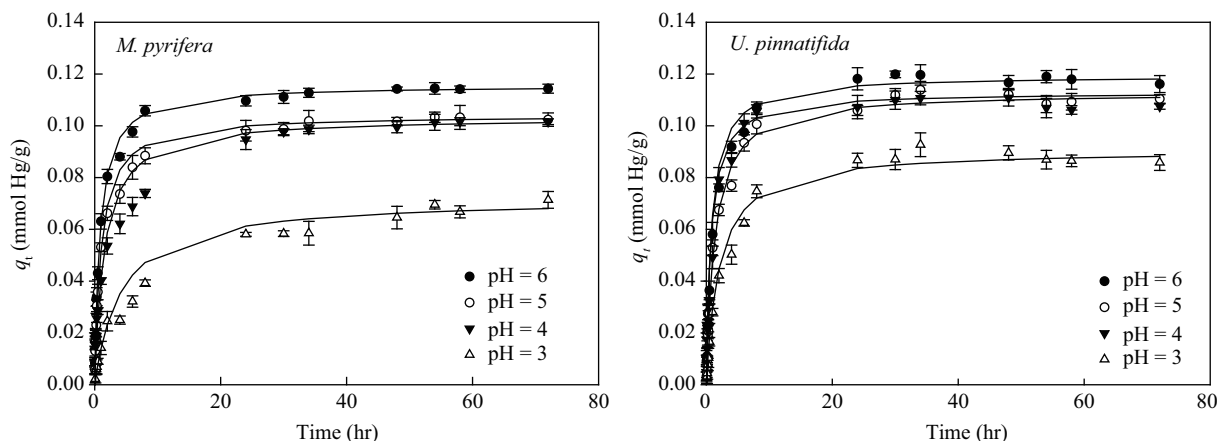 M. pyrifera
qt (mmol Hg/g)
0.14
0.12
0.10
0.08
0.06
0.04
0.02
0.00
pH = 6
pH = 5
pH = 4
pH = 3
0 20 40 60 80
Time (hr)
U. pinnatifida
qt (mmol Hg/g)
0.14
0.12
0.10
0.08
0.06
0.04
0.02
0.00
pH = 6
pH = 5
pH = 4
pH = 3
0 20 40 60 80
Time (hr)